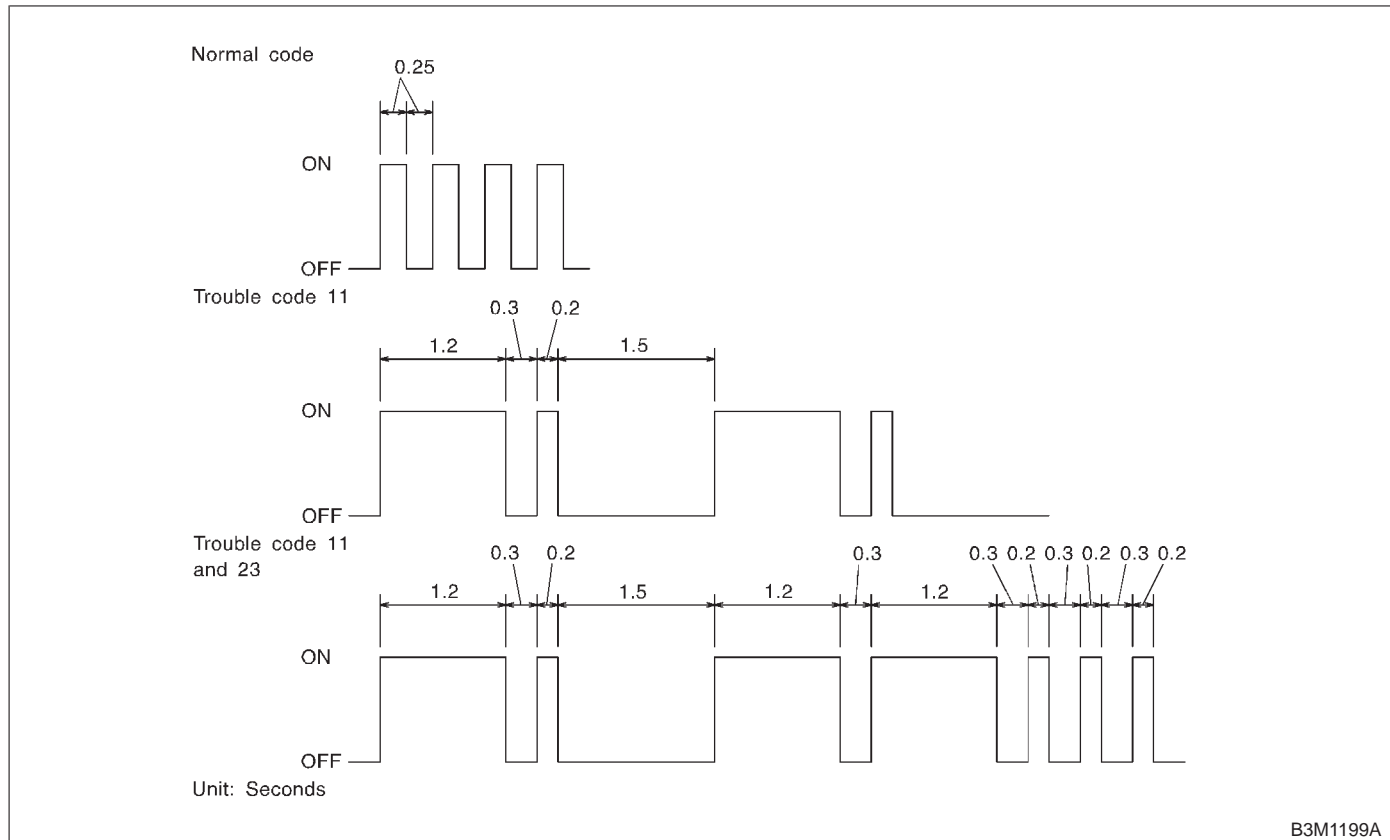 Normal code
0.25
ON
OFF
Trouble code 11
0.3 0.2
1.2 1.5
ON
OFF
Trouble code 11
and 23
0.3 0.2 0.3 0.3 0.2 0.3 0.2 0.3 0.2
1.2 1.5 1.2 1.2
ON
OFF
Unit: Seconds
B3M1199A